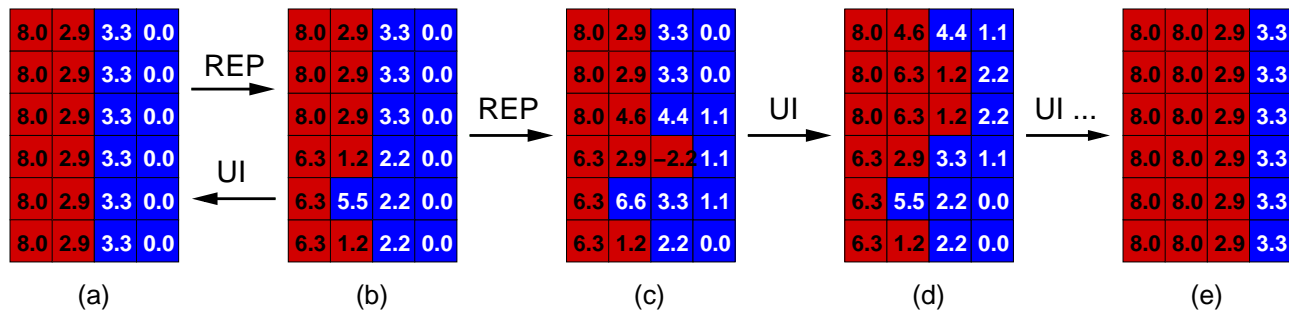 8.0 2.9 3.3 0.0 8.0 2.9 3.3 0.0 8.0 2.9 3.3 0.0 8.0 4.6 4.4 1.1 8.0 8.0 2.9 3.3
REP REP UI UI ...
8.0 2.9 3.3 0.0 8.0 2.9 3.3 0.0 8.0 2.9 3.3 0.0 8.0 6.3 1.2 2.2 8.0 8.0 2.9 3.3
8.0 2.9 3.3 0.0 8.0 2.9 3.3 0.0 8.0 4.6 4.4 1.1 8.0 6.3 1.2 2.2 8.0 8.0 2.9 3.3
8.0 2.9 3.3 0.0 6.3 1.2 2.2 0.0 6.3 2.9 −2.2 1.1 6.3 2.9 3.3 1.1 8.0 8.0 2.9 3.3
UI
8.0 2.9 3.3 0.0 6.3 5.5 2.2 0.0 6.3 6.6 3.3 1.1 6.3 5.5 2.2 0.0 8.0 8.0 2.9 3.3
8.0 2.9 3.3 0.0 6.3 1.2 2.2 0.0 6.3 1.2 2.2 0.0 6.3 1.2 2.2 0.0 8.0 8.0 2.9 3.3
(a) (b) (c) (d) (e)